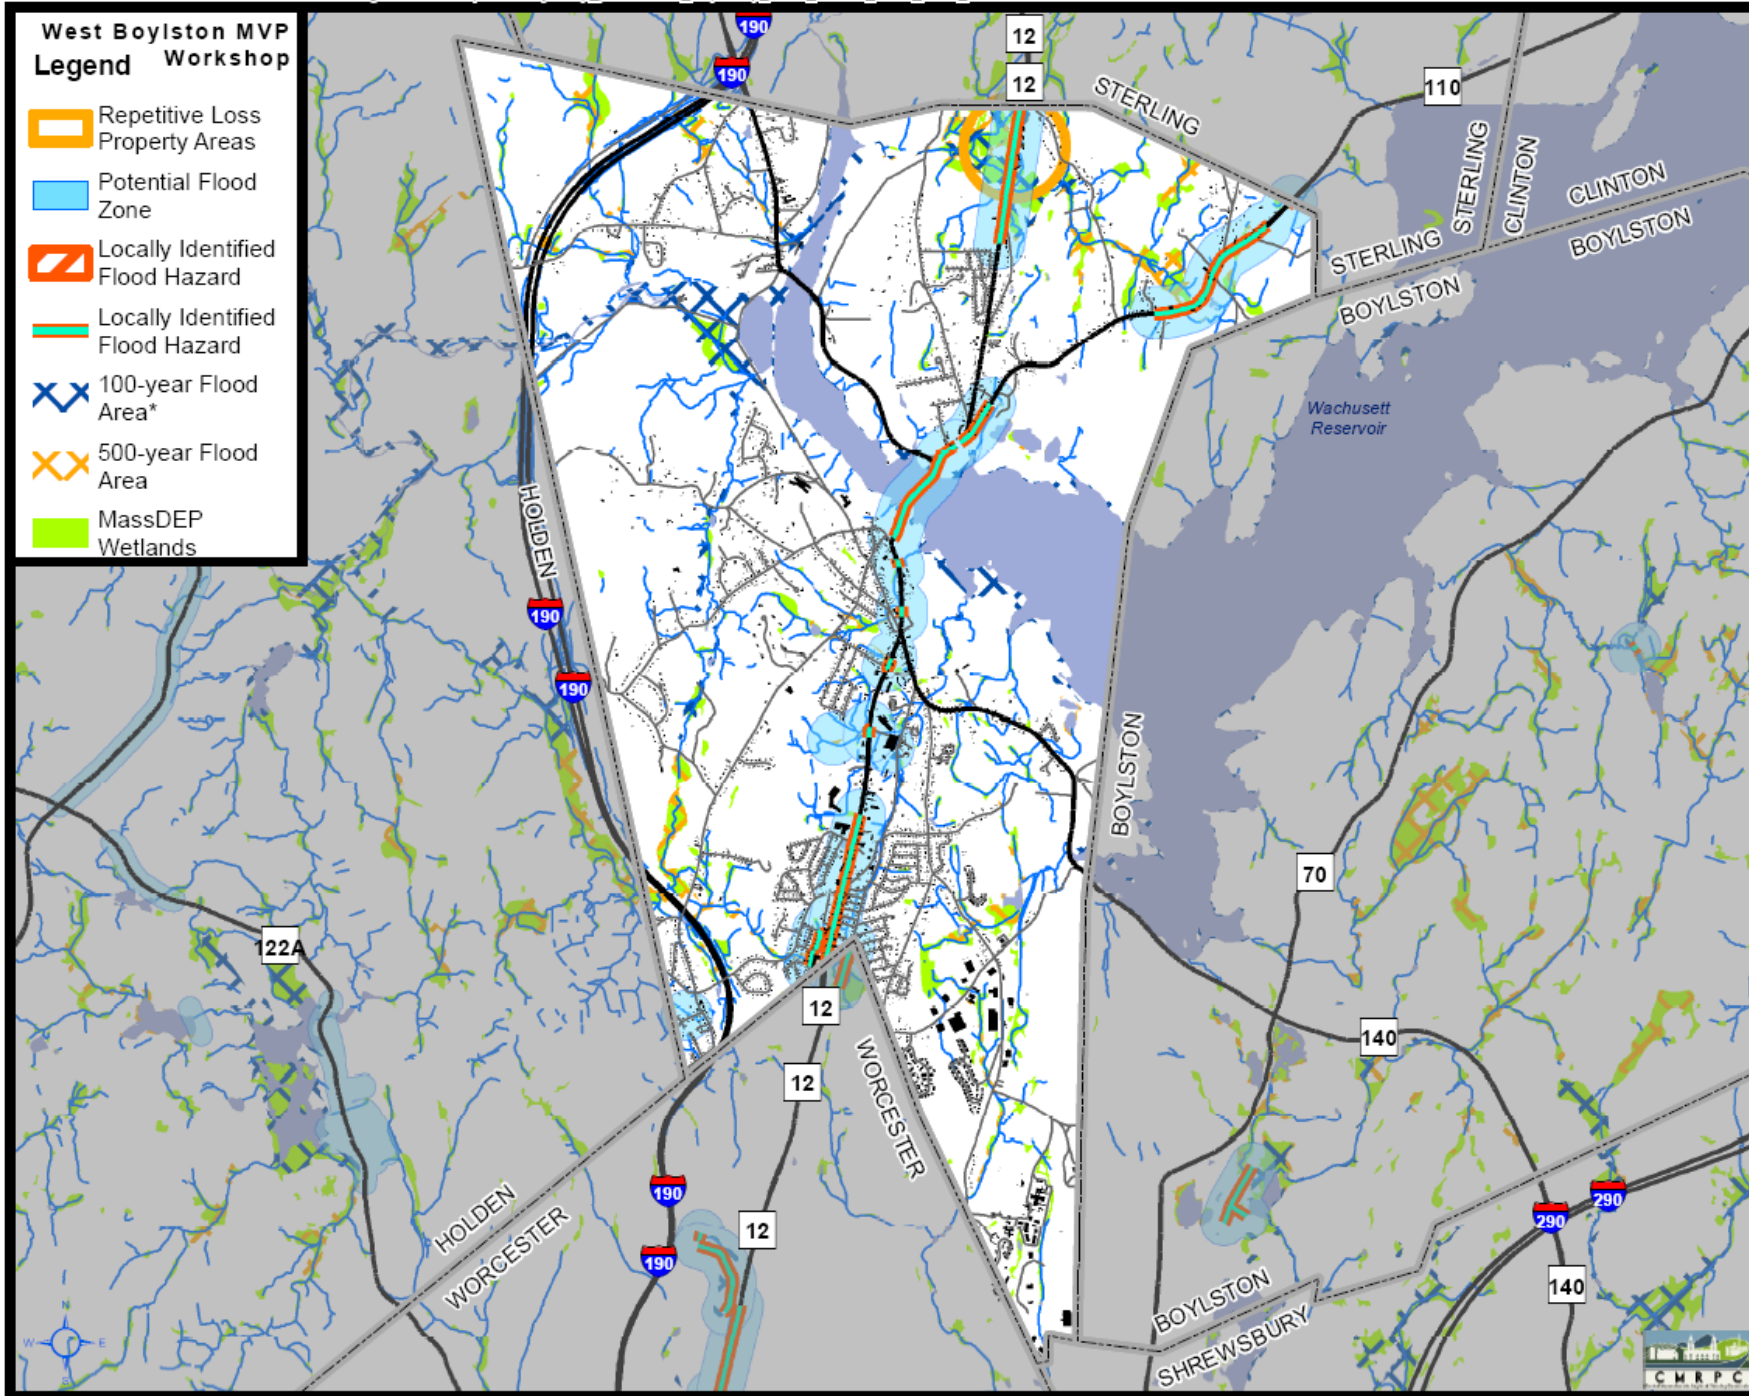 West Boylston MVP
Workshop
Legend
Repetitive Loss
Property Areas
Potential Flood
Zone
Locally Identified
Flood Hazard
Locally Identified
Flood Hazard
100-year Flood
Area*
500-year Flood
Area
MassDEP
Wetlands
190
190
12
12
110
STERLING
STERLING
CLINTON
CLINTON
BOYLSTON
STERLING
BOYLSTON
Wachusett
Reservoir
HOLDEN
190
190
BOYLSTON
70
122A
12
140
12
WORCESTER
190
12
190
HOLDEN
WORCESTER
290
290
140
BOYLSTON
SHREWSBURY
N
W
E
S
CMRPC